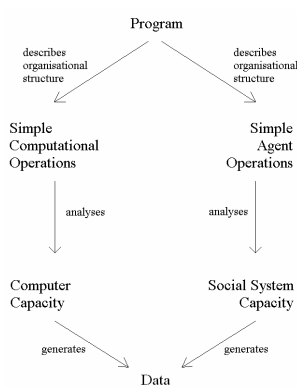 Program
describes
organisational
structure
describes
organisational
structure
Simple
Computational
Operations
Simple
Agent
Operations
analyses
analyses
Computer
Capacity
Social System
Capacity
generates
generates
Data